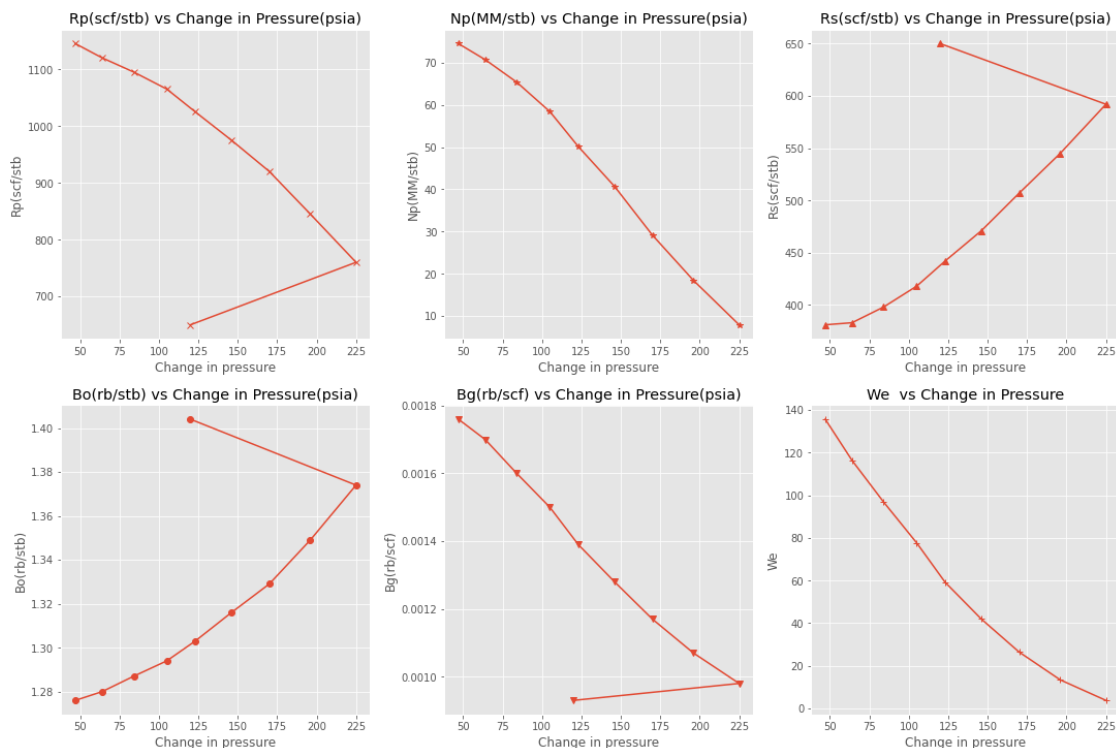 Rp(scf/stb) vs Change in Pressure(psia)
Rp(scf/stb
1100
1000
900
800
700
50 75 100 125 150 175 200 225
Change in pressure
Np(MM/stb) vs Change in Pressure(psia)
Np(MM/stb)
70
60
50
40
30
20
10
50 75 100 125 150 175 200 225
Change in pressure
Rs(scf/stb) vs Change in Pressure(psia)
Rs(scf/stb)
650
600
550
500
450
400
50 75 100 125 150 175 200 225
Change in pressure
Bo(rb/stb) vs Change in Pressure(psia)
Bo(rb/stb)
1.40
1.38
1.36
1.34
1.32
1.30
1.28
50 75 100 125 150 175 200 225
Change in pressure
Bg(rb/scf) vs Change in Pressure(psia)
Bg(rb/scf)
0.0018
0.0016
0.0014
0.0012
0.0010
50 75 100 125 150 175 200 225
Change in pressure
We vs Change in Pressure
We
140
120
100
80
60
40
20
0
50 75 100 125 150 175 200 225
Change in pressure